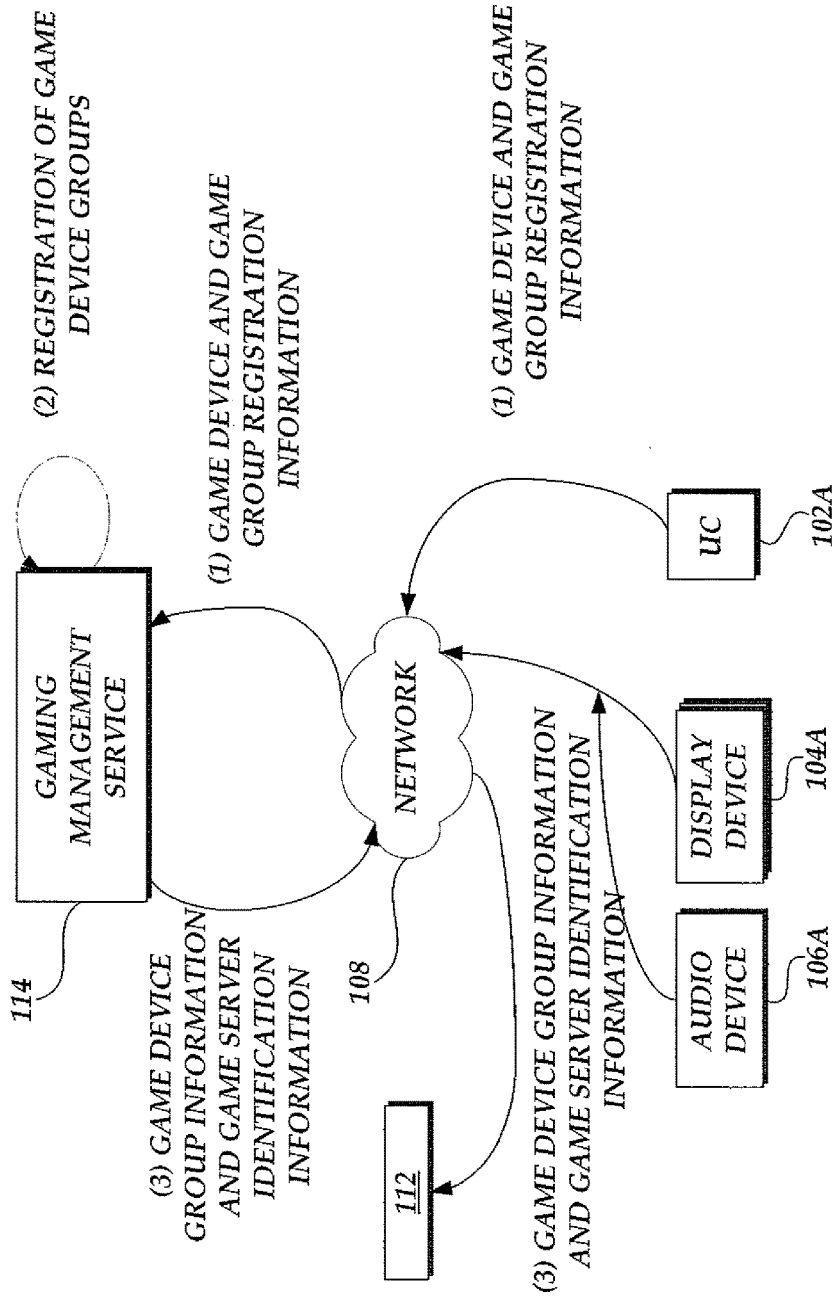 (2) REGISTRATION OF GAME
DEVICE GROUPS
GAMING
MANAGEMENT
SERVICE
114
(1) GAME DEVICE AND GAME
GROUP REGISTRATION
INFORMATION
(3) GAME DEVICE
GROUP INFORMATION
AND GAME SERVER
IDENTIFICATION
INFORMATION
NETWORK
108
112
(1) GAME DEVICE AND GAME
GROUP REGISTRATION
INFORMATION
(3) GAME DEVICE GROUP INFORMATION
AND GAME SERVER IDENTIFICATION
INFORMATION
AUDIO
DEVICE
106A
DISPLAY
DEVICE
104A
UC
102A